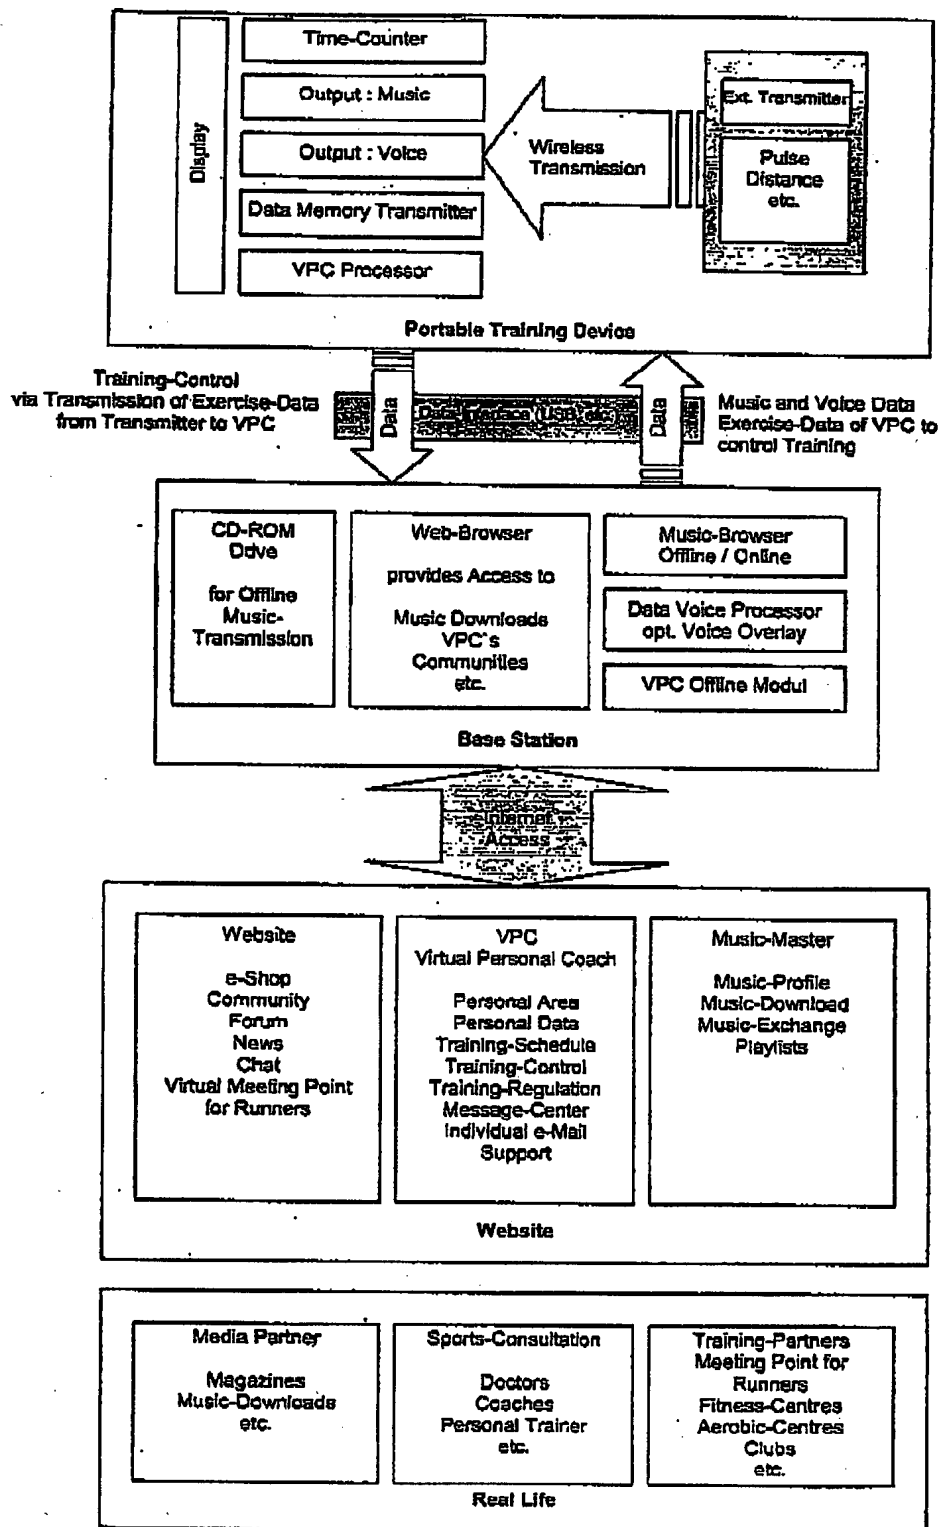 Display
Time-Counter
Output : Music
Output : Voice
Data Memory Transmitter
VPC Processor
Wireless
Transmission
Ext. Transmitter
Pulse
Distance
etc.
Portable Training Device
Training-Control
via Transmission of Exercise-Data
from Transmitter to VPC
Data
Data Interface (USB, etc.)
Data
Music and Voice Data
Exercise-Data of VPC to
control Training
CD-ROM
Ddve
for Offline
Music-
Transmission
Web-Browser
provides Access to
Music Downloads
VPC`s
Communities
etc.
Music-Browser
Offline / Online
Data Voice Processor
opt. Voice Overlay
VPC Offline Modul
Base Station
Internet
Access
Website
e-Shop
Community
Forum
News
Chat
Virtual Meeting Point
for Runners
VPC
Virtual Personal Coach
Personal Area
Personal Data
Training-Schedule
Training-Control
Training-Regulation
Message-Center
Individual e-Mail
Support
Music-Master
Music-Profile
Music-Download
Music-Exchange
Playlists
Website
Media Partner
Magazines
Music-Downloads
etc.
Sports-Consultation
Doctors
Coaches
Personal Trainer
etc.
Training-Partners
Meeting Point for
Runners
Fitness-Centres
Aerobic-Centres
Clubs
etc.
Real Life